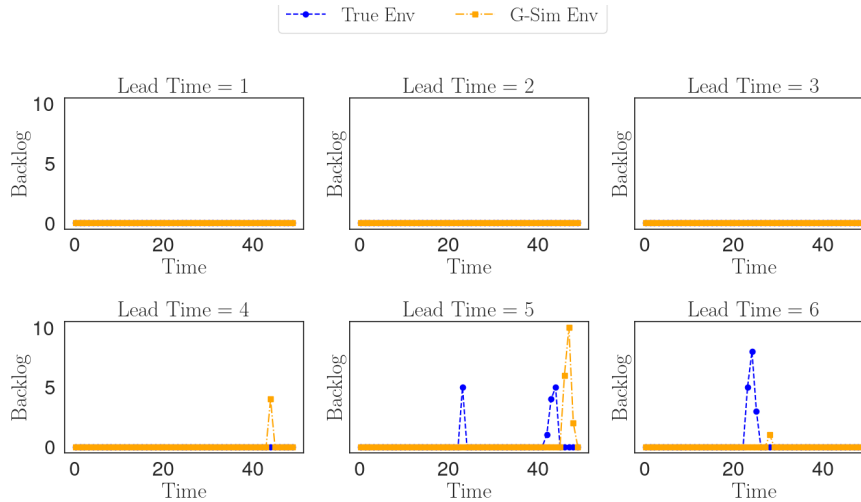 True Env G-Sim Env
Lead Time = 1 Lead Time = 2 Lead Time = 3
10 5 0 Backlog Backlog Backlog
0 20 40 0 20 40 0 20 40
Time Time Time
Lead Time = 4 Lead Time = 5 Lead Time = 6
10 5 0 Backlog Backlog Backlog
0 20 40 0 20 40 0 20 40
Time Time Time